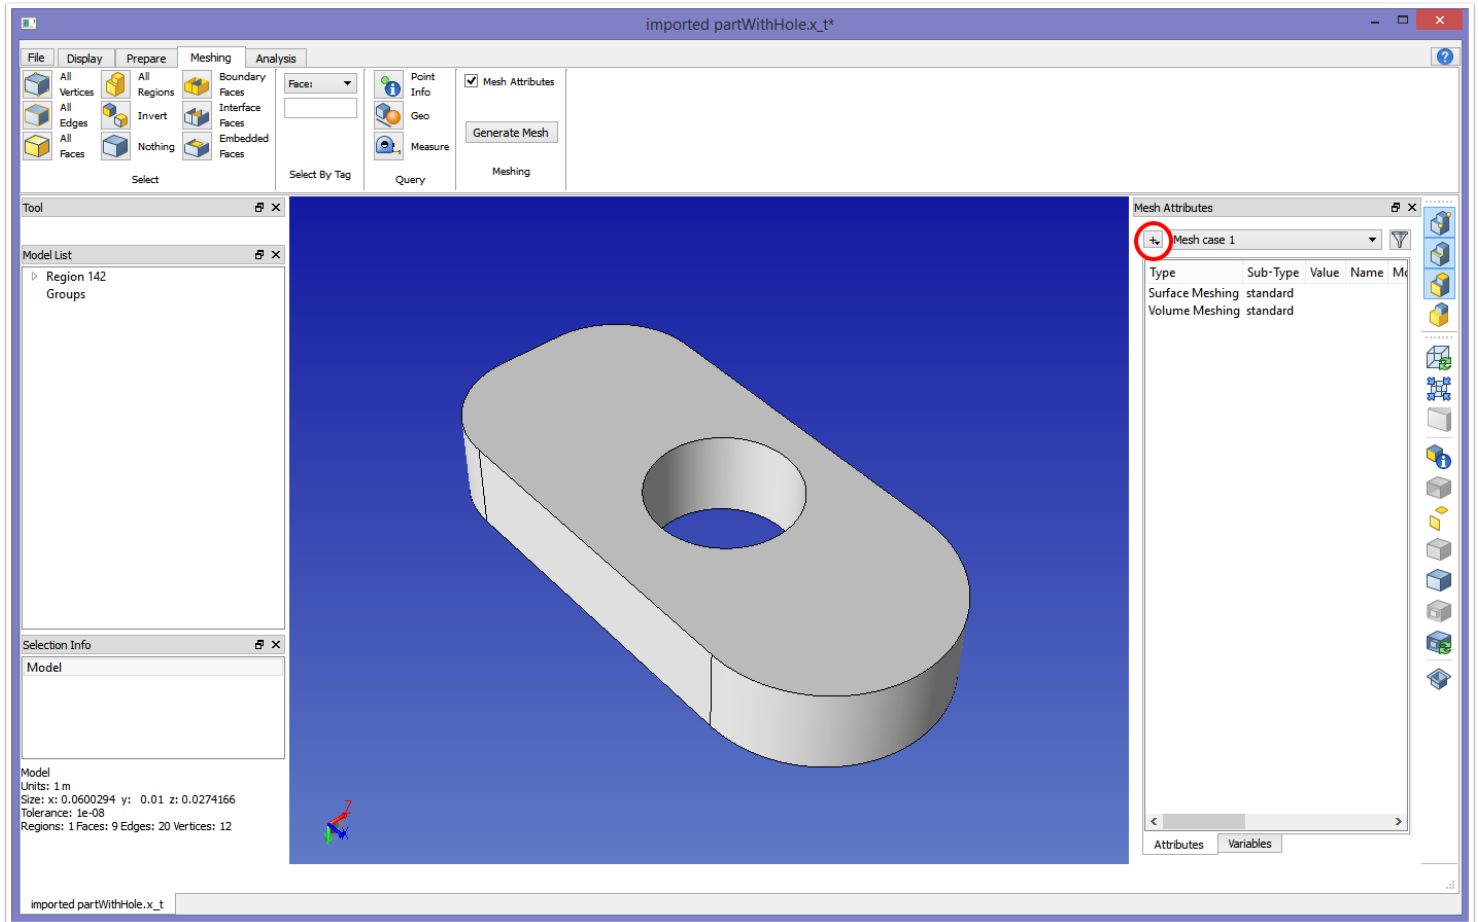 imported partWithHole.x_t*
File Display Prepare Meshing Analysis
All Vertices
All Regions
Boundary Faces
Face:
Point Info
Mesh Attributes
All Edges
Invert
Interface Faces
Geo
Generate Mesh
All Faces
Nothing
Embedded Faces
Measure
Select
Select By Tag
Query
Meshing
Tool
Model List
Region 142
Groups
Selection Info
Model
Model
Units: 1 m
Size: x: 0.0600294 y: 0.01 z: 0.0274166
Tolerance: 1e-08
Regions: 1 Faces: 9 Edges: 20 Vertices: 12
Z
X
Mesh Attributes
Mesh case 1
Type Sub-Type Value Name Mo
Surface Meshing standard
Volume Meshing standard
Attributes Variables
imported partWithHole.x_t